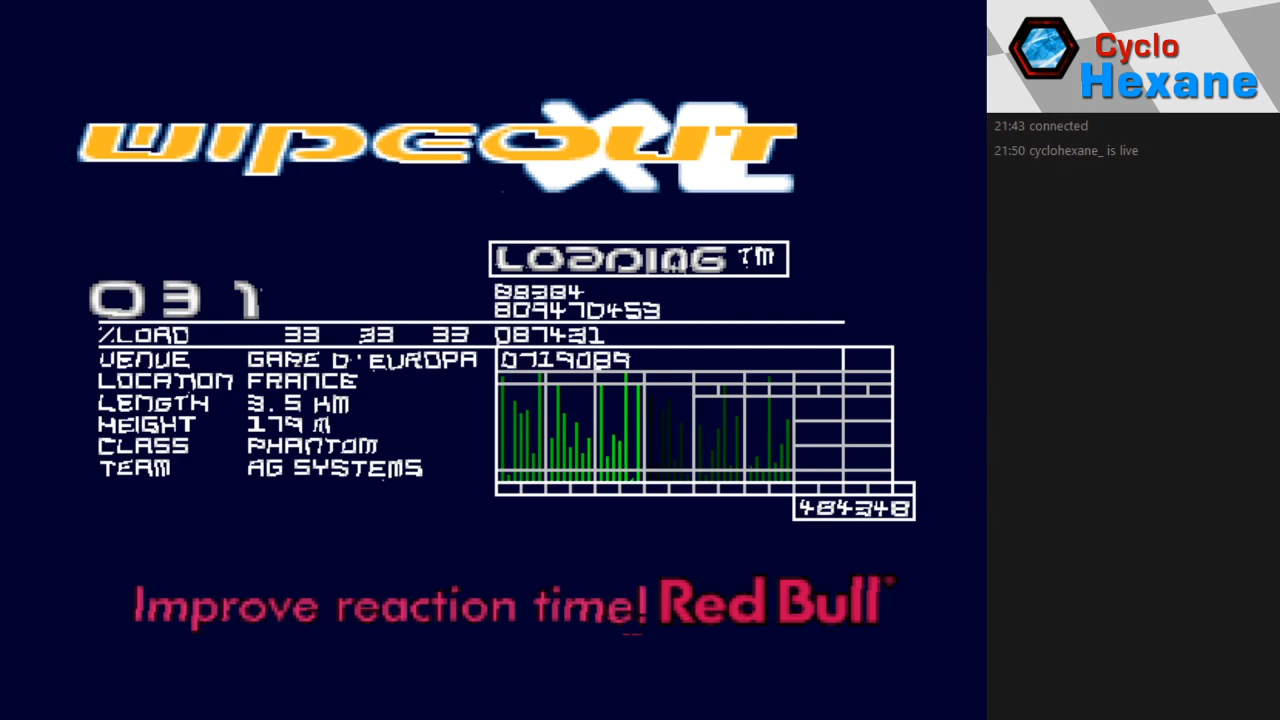 wipEout XL
LOADING TM
031
88384
809470453
%LOAD 33 33 33 087431
VENUE GARE D'EUROPA 0719089
LOCATION FRANCE
LENGTH 3.5 KM
HEIGHT 179 M
CLASS PHANTOM
TEAM AG SYSTEMS
484348
Improve reaction time! Red Bull
Cyclo
Hexane
21:43 connected
21:50 cyclohexane_ is live